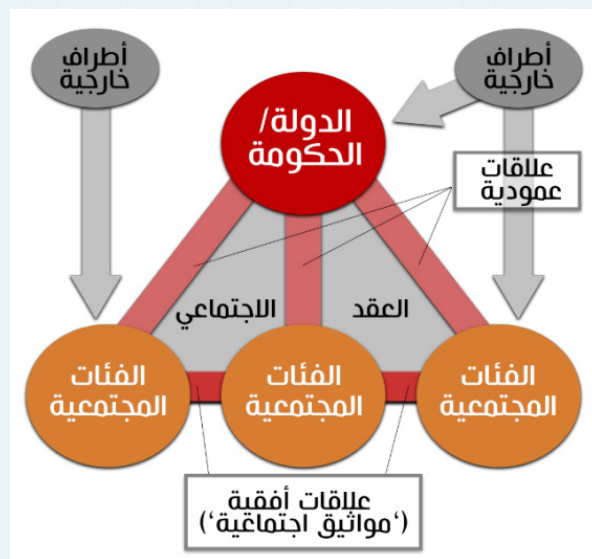 أطراف
خارجية
أطراف
خارجية
الدولة/
الحكومة
علاقات
عمودية
العقد
الاجتماعي
الفئات
المجتمعية
الفئات
المجتمعية
الفئات
المجتمعية
علاقات أفقية
(‘مواثيق اجتماعية‘)